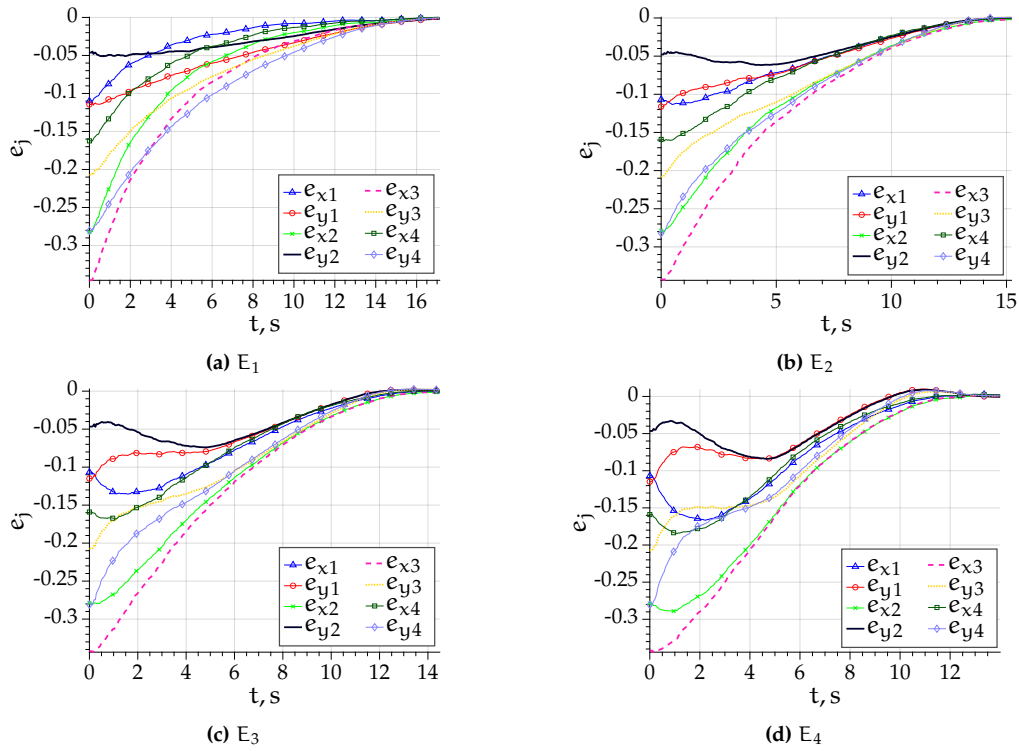 0
-0.05
-0.1
-0.15
-0.2
-0.25
-0.3
e_j
0 2 4 6 8 10 12 14 16
t, s
e_x1 e_x3
e_y1 e_y3
e_x2 e_x4
e_y2 e_y4
(a) E_1
0
-0.05
-0.1
-0.15
-0.2
-0.25
-0.3
e_j
0 5 10 15
t, s
e_x1 e_x3
e_y1 e_y3
e_x2 e_x4
e_y2 e_y4
(b) E_2
0
-0.05
-0.1
-0.15
-0.2
-0.25
-0.3
e_j
0 2 4 6 8 10 12 14
t, s
e_x1 e_x3
e_y1 e_y3
e_x2 e_x4
e_y2 e_y4
(c) E_3
0
-0.05
-0.1
-0.15
-0.2
-0.25
-0.3
e_j
0 2 4 6 8 10 12
t, s
e_x1 e_x3
e_y1 e_y3
e_x2 e_x4
e_y2 e_y4
(d) E_4